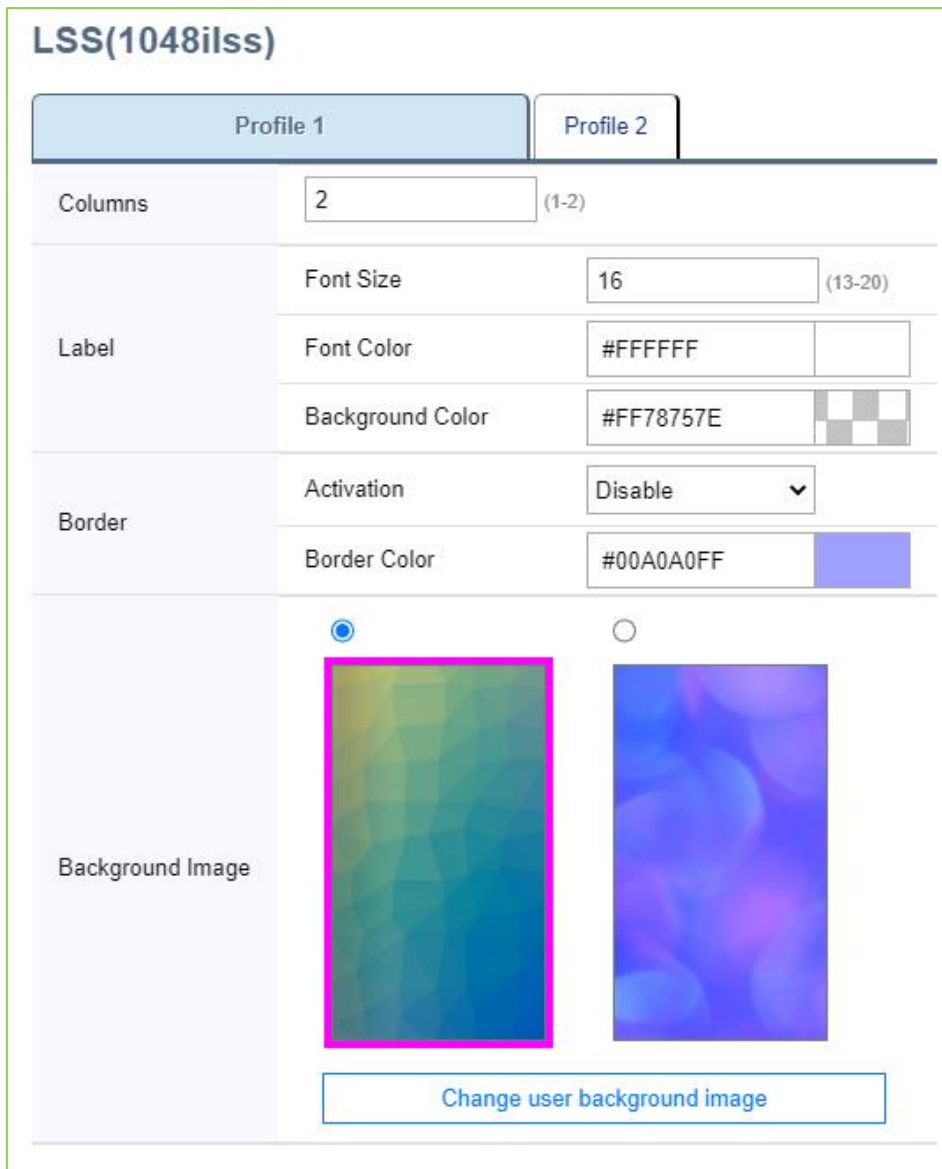 LSS(1048ilss)
Profile 1
Profile 2
Columns
2
(1-2)
Label
Font Size
16
(13-20)
Font Color
#FFFFFF
Background Color
#FF78757E
Border
Activation
Disable
Border Color
#00A0A0FF
Background Image
Change user background image